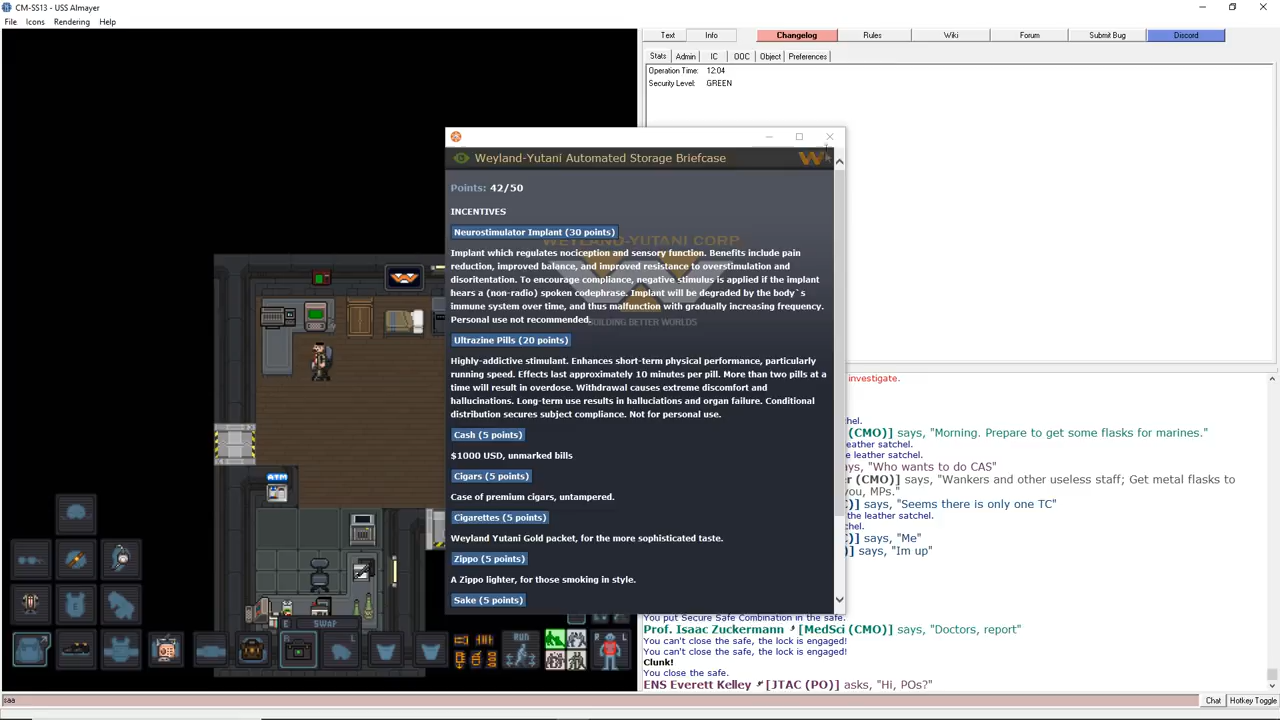 CM-SS13 - USS Almayer
File Icons Rendering Help
Text Info Changelog Rules Wiki Forum Submit Bug Discord
Stats Admin IC OOC Object Preferences
Operation Time: 12:04
Security Level: GREEN
Weyland-Yutani Automated Storage Briefcase
Points: 42/50
INCENTIVES
Neurostimulator Implant (30 points)
WEYLAND-YUTANI CORP
Implant which regulates nociception and sensory function. Benefits include pain
reduction, improved balance, and improved resistance to overstimulation and
disoritentation. To encourage compliance, negative stimulus is applied if the implant
hears a (non-radio) spoken codephrase. Implant will be degraded by the body`s
immune system over time, and thus malfunction with gradually increasing frequency.
Personal use not recommended.
BUILDING BETTER WORLDS
Ultrazine Pills (20 points)
Highly-addictive stimulant. Enhances short-term physical performance, particularly
running speed. Effects last approximately 10 minutes per pill. More than two pills at a
time will result in overdose. Withdrawal causes extreme discomfort and
hallucinations. Long-term use results in halluciations and organ failure. Conditional
distribution secures subject compliance. Not for personal use.
Cash (5 points)
$1000 USD, unmarked bills
Cigars (5 points)
Case of premium cigars, untampered.
Cigarettes (5 points)
Weyland Yutani Gold packet, for the more sophisticated taste.
Zippo (5 points)
A Zippo lighter, for those smoking in style.
Sake (5 points)
investigate.
(CMO)] says, "Morning. Prepare to get some flasks for marines."
leather satchel.
e leather satchel.
says, "Who wants to do CAS"
(CMO)] says, "Wankers and other useless staff; Get metal flasks to
you, MPs."
)] says, "Seems there is only one TC"
the leather satchel.
)] says, "Me"
)] says, "Im up"
You put Secure Safe Combination in the safe.
Prof. Isaac Zuckermann [MedSci (CMO)] says, "Doctors, report"
You can't close the safe, the lock is engaged!
You can't close the safe, the lock is engaged!
Clunk!
You close the safe.
ENS Everett Kelley [JTAC (PO)] asks, "Hi, POs?"
ATM
E SWAP
R L
RUN
R L
saa
Chat Hotkey Toggle